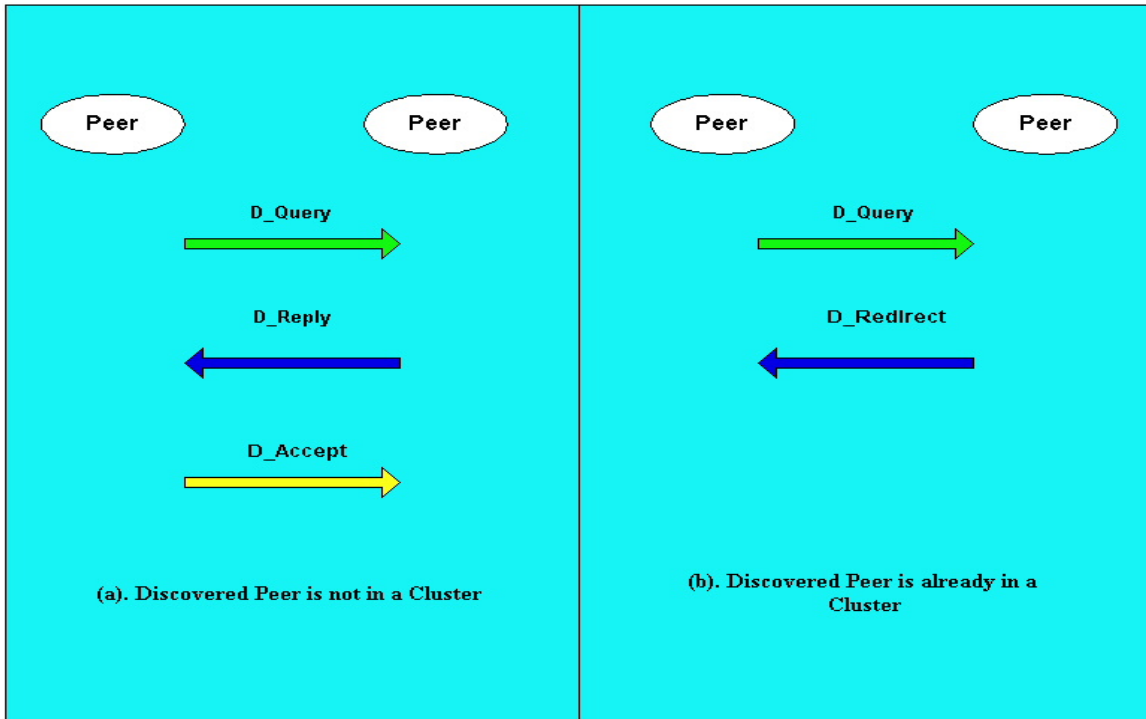 Peer
Peer
D_Query
D_Reply
D_Accept
(a). Discovered Peer is not in a Cluster
Peer
Peer
D_Query
D_Redirect
(b). Discovered Peer is already in a
Cluster